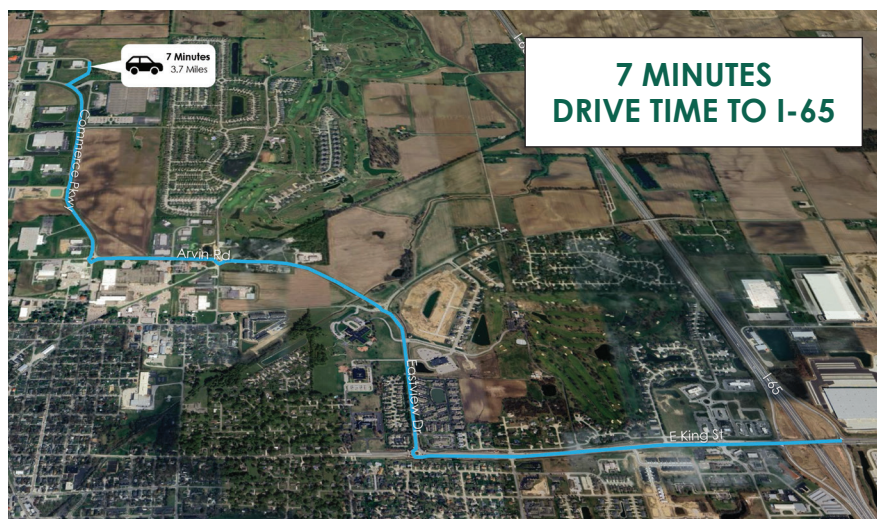 7 Minutes
3.7 Miles
7 MINUTES
DRIVE TIME TO I-65
Commerce Pkwy
Arvin Rd
Eastview Dr
I-65
E King St